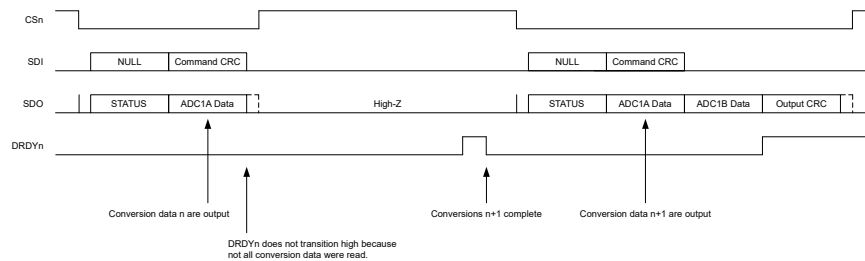 CSn
SDI NULL Command CRC NULL Command CRC
SDO STATUS ADC1A Data High-Z STATUS ADC1A Data ADC1B Data Output CRC
DRDYn
Conversion data n are output Conversions n+1 complete Conversion data n+1 are output
DRDYn does not transition high because
not all conversion data were read.